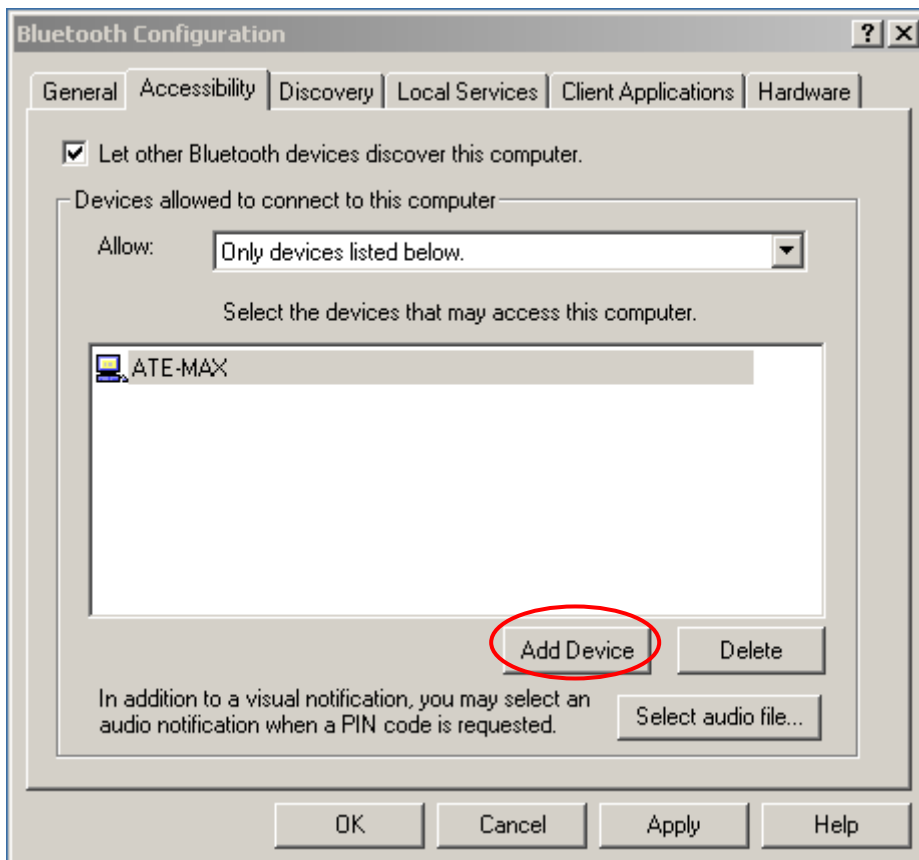 Bluetooth Configuration
General Accessibility Discovery Local Services Client Applications Hardware
Let other Bluetooth devices discover this computer.
Devices allowed to connect to this computer
Allow: Only devices listed below.
Select the devices that may access this computer.
ATE-MAX
Add Device Delete
In addition to a visual notification, you may select an
audio notification when a PIN code is requested.
Select audio file...
OK Cancel Apply Help